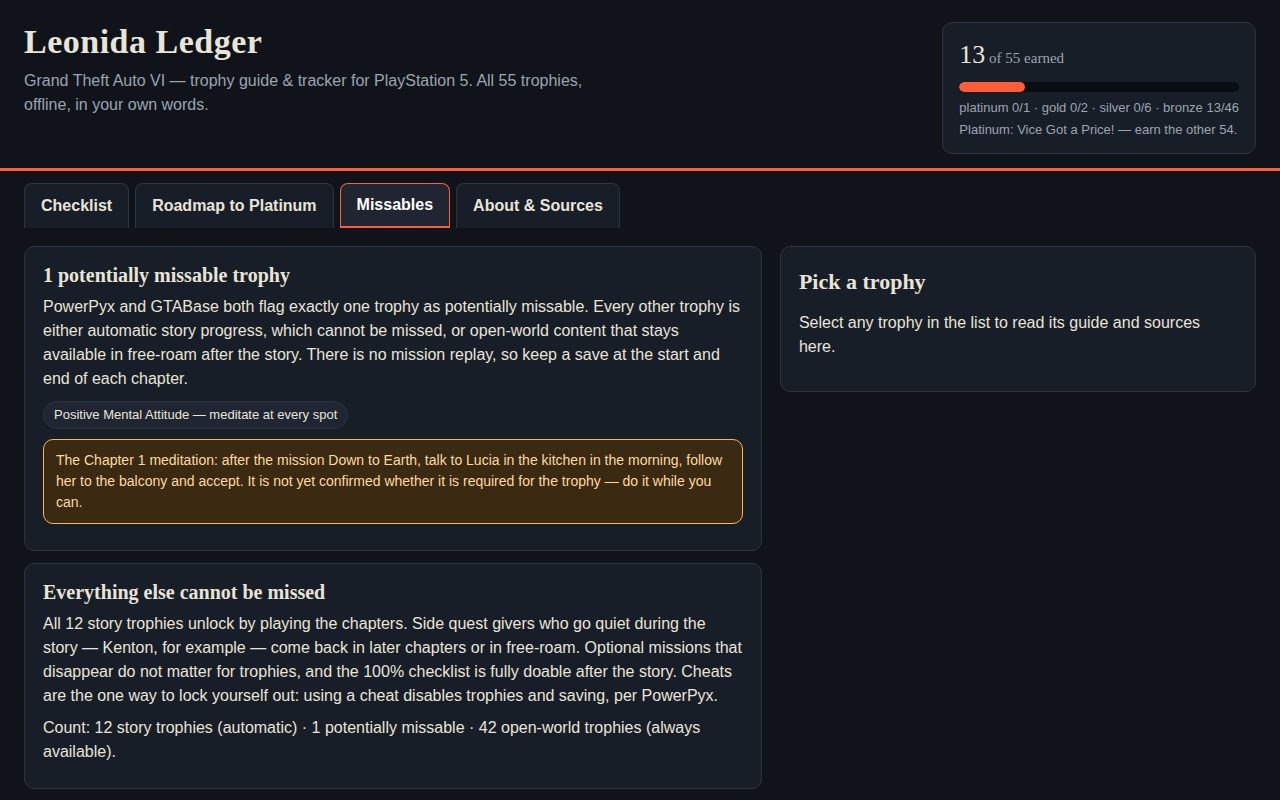 Leonida Ledger
Grand Theft Auto VI — trophy guide & tracker for PlayStation 5. All 55 trophies,
offline, in your own words.
13 of 55 earned
platinum 0/1 · gold 0/2 · silver 0/6 · bronze 13/46
Platinum: Vice Got a Price! — earn the other 54.
Checklist
Roadmap to Platinum
Missables
About & Sources
1 potentially missable trophy
PowerPyx and GTABase both flag exactly one trophy as potentially missable. Every other trophy is
either automatic story progress, which cannot be missed, or open-world content that stays
available in free-roam after the story. There is no mission replay, so keep a save at the start and
end of each chapter.
Positive Mental Attitude — meditate at every spot
The Chapter 1 meditation: after the mission Down to Earth, talk to Lucia in the kitchen in the morning, follow
her to the balcony and accept. It is not yet confirmed whether it is required for the trophy — do it while you
can.
Everything else cannot be missed
All 12 story trophies unlock by playing the chapters. Side quest givers who go quiet during the
story — Kenton, for example — come back in later chapters or in free-roam. Optional missions that
disappear do not matter for trophies, and the 100% checklist is fully doable after the story. Cheats
are the one way to lock yourself out: using a cheat disables trophies and saving, per PowerPyx.
Count: 12 story trophies (automatic) · 1 potentially missable · 42 open-world trophies (always
available).
Pick a trophy
Select any trophy in the list to read its guide and sources
here.